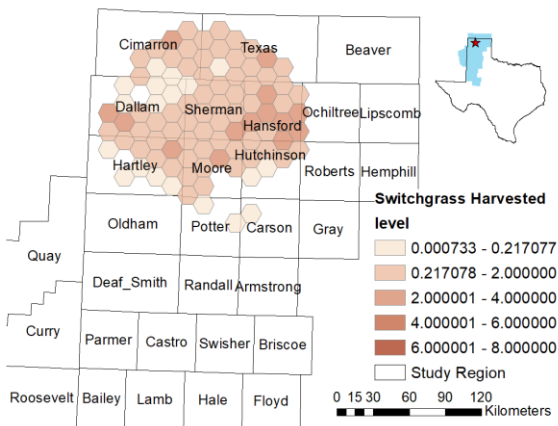 Cimarron
Texas
Beaver
Dallam
Sherman
Ochiltree
Lipscomb
Hansford
Hartley
Moore
Hutchinson
Roberts
Hemphill
Oldham
Potter
Carson
Gray
Quay
Deaf_Smith
Randall
Armstrong
Curry
Parmer
Castro
Swisher
Briscoe
Roosevelt
Bailey
Lamb
Hale
Floyd
Switchgrass Harvested
level
0.000733 - 0.217077
0.217078 - 2.000000
2.000001 - 4.000000
4.000001 - 6.000000
6.000001 - 8.000000
Study Region
0 15 30 60 90 120
Kilometers